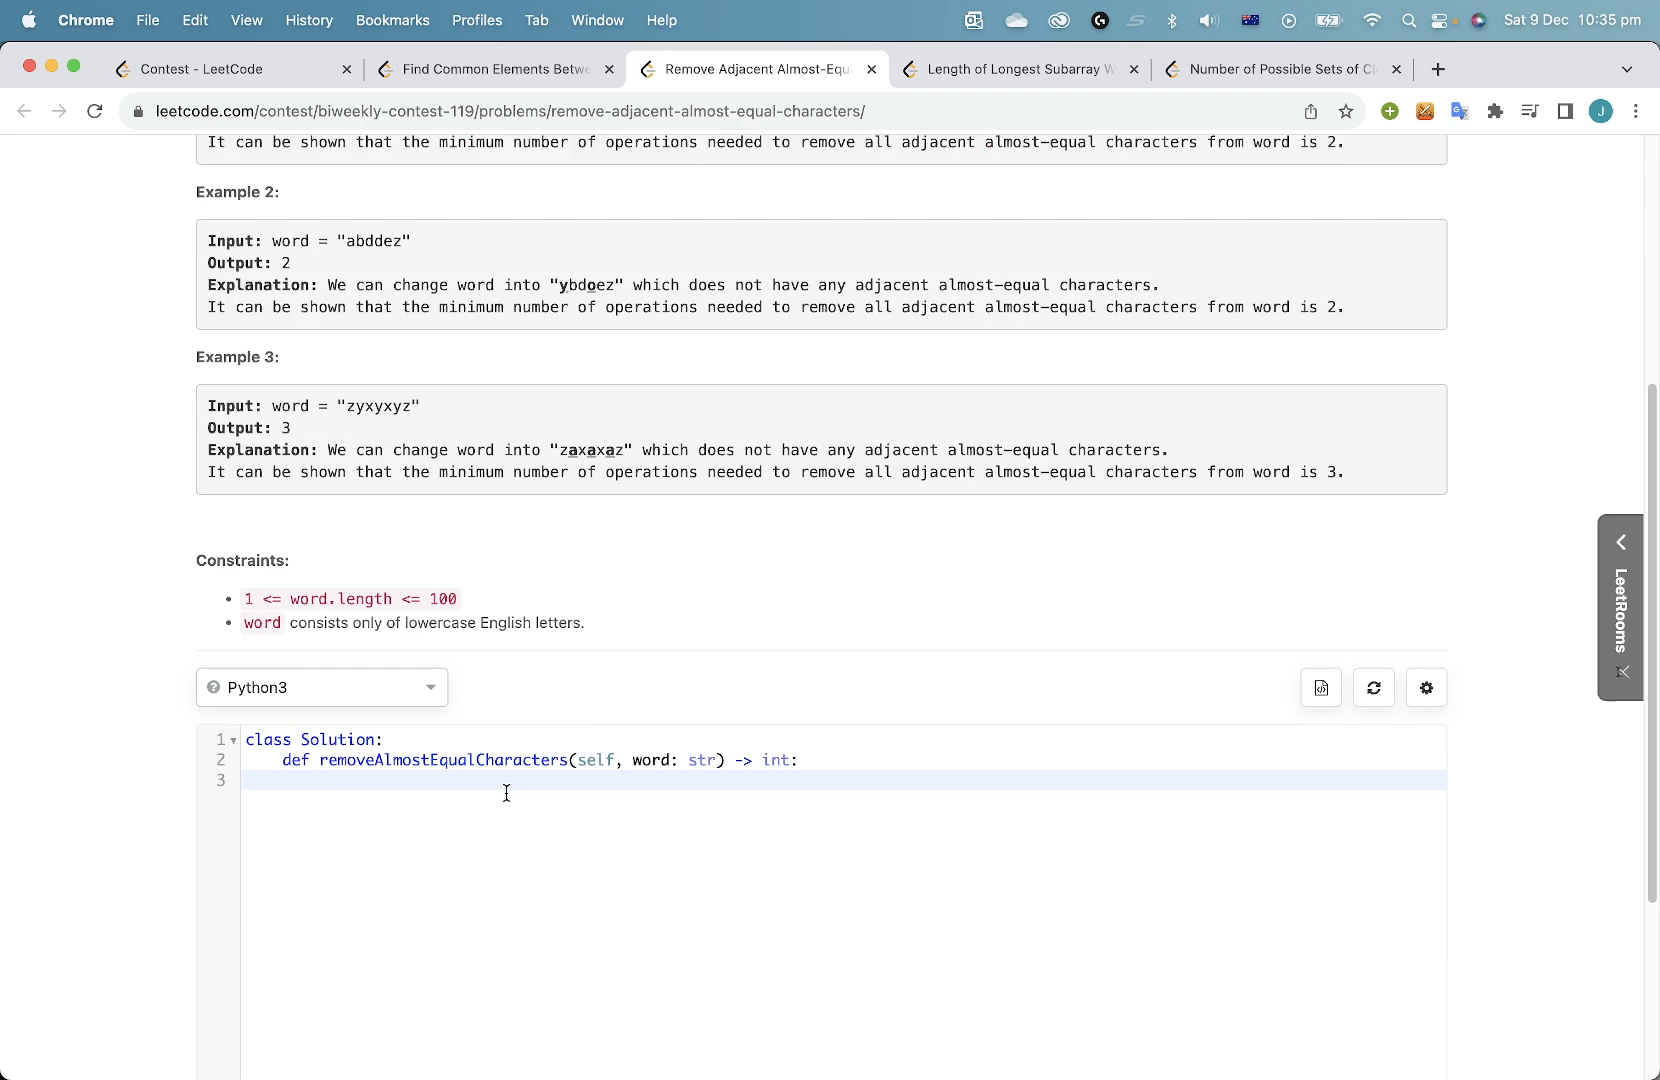 Chrome File Edit View History Bookmarks Profiles Tab Window Help Sat 9 Dec 10:35 pm
Contest - LeetCode Find Common Elements Betwe Remove Adjacent Almost-Equ Length of Longest Subarray W Number of Possible Sets of Cl
leetcode.com/contest/biweekly-contest-119/problems/remove-adjacent-almost-equal-characters/ J
It can be shown that the minimum number of operations needed to remove all adjacent almost-equal characters from word is 2.
Example 2:
Input: word = "abddez"
Output: 2
Explanation: We can change word into "ybdoez" which does not have any adjacent almost-equal characters.
It can be shown that the minimum number of operations needed to remove all adjacent almost-equal characters from word is 2.
Example 3:
Input: word = "zyxyxyz"
Output: 3
Explanation: We can change word into "zaxaxaz" which does not have any adjacent almost-equal characters.
It can be shown that the minimum number of operations needed to remove all adjacent almost-equal characters from word is 3.
Constraints:
• 1 <= word.length <= 100
• word consists only of lowercase English letters.
LeetRooms
Python3
1 class Solution:
2 def removeAlmostEqualCharacters(self, word: str) -> int:
3